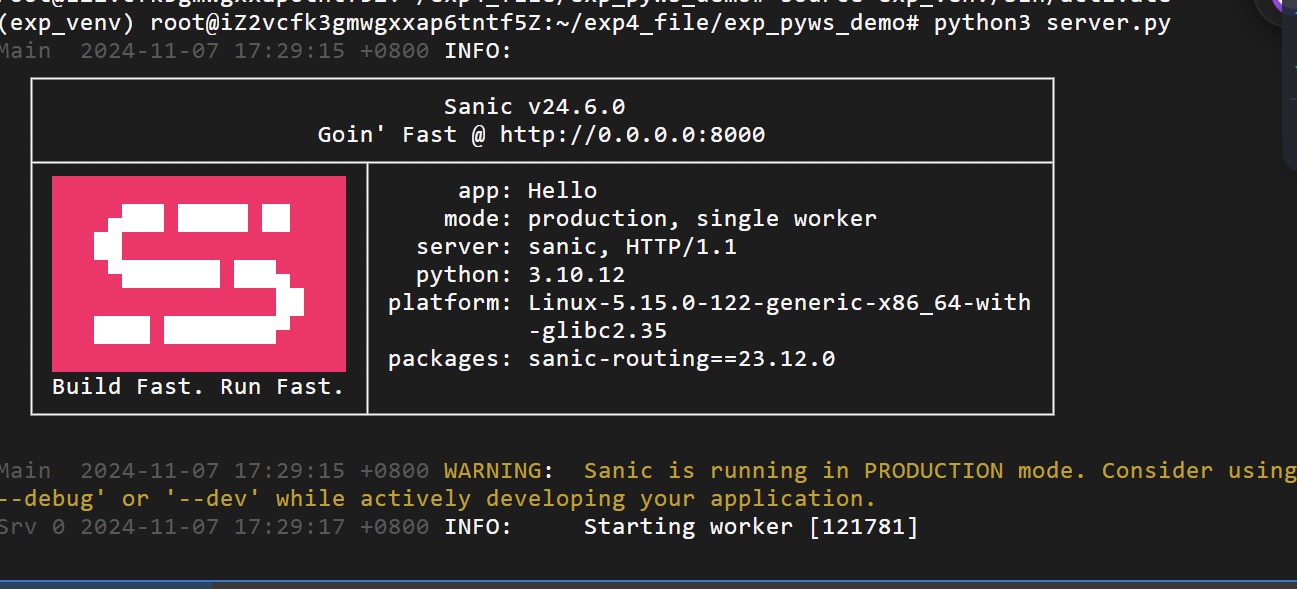 (exp_venv) root@iZ2vcfk3gmwgxxap6tntf5Z:~/exp4_file/exp_pyws_demo# python3 server.py
Main 2024-11-07 17:29:15 +0800 INFO:
Sanic v24.6.0
Goin' Fast @ http://0.0.0.0:8000
app: Hello
mode: production, single worker
server: sanic, HTTP/1.1
python: 3.10.12
platform: Linux-5.15.0-122-generic-x86_64-with
-glibc2.35
packages: sanic-routing==23.12.0
Build Fast. Run Fast.
Main 2024-11-07 17:29:15 +0800 WARNING: Sanic is running in PRODUCTION mode. Consider using
--debug' or '--dev' while actively developing your application.
Srv 0 2024-11-07 17:29:17 +0800 INFO: Starting worker [121781]